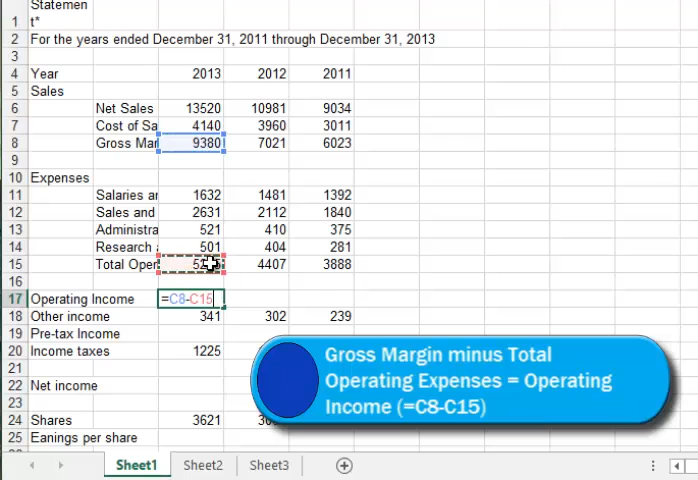 Statemen
1 t*
2 For the years ended December 31, 2011 through December 31, 2013
3
4 Year 2013 2012 2011
5 Sales
6 Net Sales 13520 10981 9034
7 Cost of Sa 4140 3960 3011
8 Gross Mar 9380 7021 6023
9
10 Expenses
11 Salaries ar 1632 1481 1392
12 Sales and 2631 2112 1840
13 Administra 521 410 375
14 Research a 501 404 281
15 Total Oper 4407 3888
16
17 Operating Income =C8-C15
18 Other income 341 302 239
19 Pre-tax Income
20 Income taxes 1225
21
22 Net income
23
24 Shares 3621
25 Eanings per share
Gross Margin minus Total
Operating Expenses = Operating
Income (=C8-C15)
Sheet1 Sheet2 Sheet3